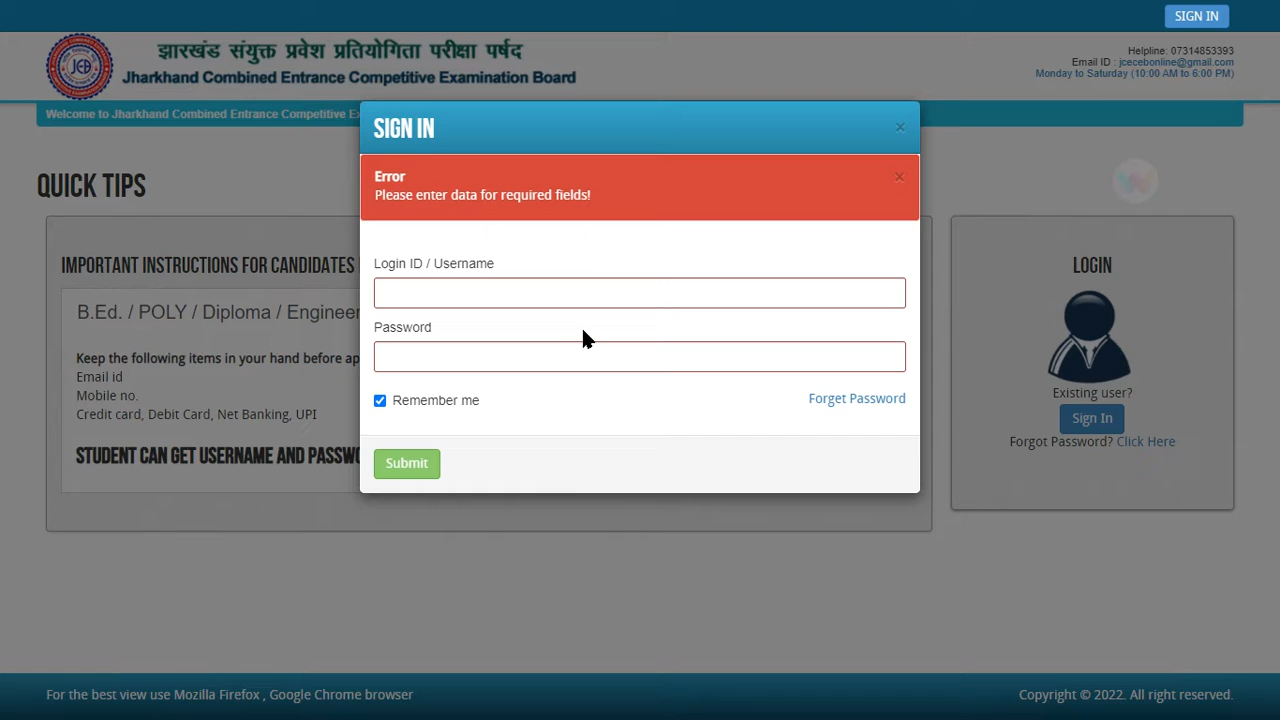 SIGN IN
झारखंड संयुक्त प्रवेश प्रतियोगिता परीक्षा पर्षद
Jharkhand Combined Entrance Competitive Examination Board
JCEB
Helpline: 07314853393
Email ID : jcecebonline@gmail.com
Monday to Saturday (10:00 AM to 6:00 PM)
Welcome to Jharkhand Combined Entrance Competitive Ex
SIGN IN
×
Error
×
Please enter data for required fields!
QUICK TIPS
IMPORTANT INSTRUCTIONS FOR CANDIDATES
B.Ed. / POLY / Diploma / Engineer
Keep the following items in your hand before ap
Email id
Mobile no.
Credit card, Debit Card, Net Banking, UPI
STUDENT CAN GET USERNAME AND PASSWO
Login ID / Username
Password
Remember me
Forget Password
Submit
LOGIN
Existing user?
Sign In
Forgot Password? Click Here
For the best view use Mozilla Firefox , Google Chrome browser
Copyright © 2022. All right reserved.